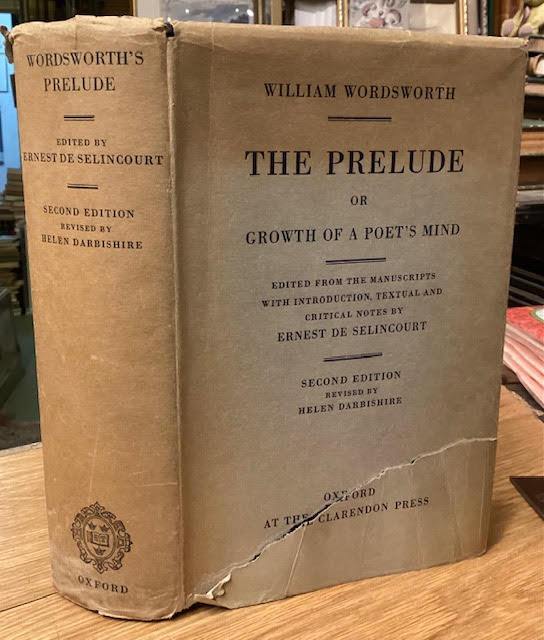 WORDSWORTH'S
PRELUDE
EDITED BY
ERNEST DE SELINCOURT
SECOND EDITION
REVISED BY
HELEN DARBISHIRE
OXFORD
WILLIAM WORDSWORTH
THE PRELUDE
OR
GROWTH OF A POET'S MIND
EDITED FROM THE MANUSCRIPTS
WITH INTRODUCTION, TEXTUAL AND
CRITICAL NOTES BY
ERNEST DE SELINCOURT
SECOND EDITION
REVISED BY
HELEN DARBISHIRE
OXFORD
AT THE CLARENDON PRESS